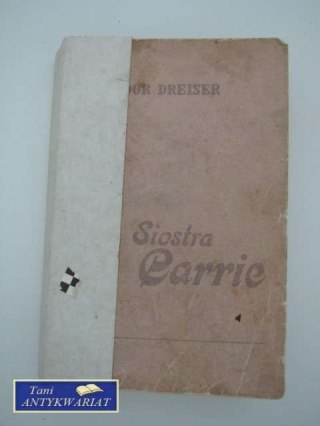 DOR DREISER
Siostra
Carrie
Tani
ANTYKWARIAT